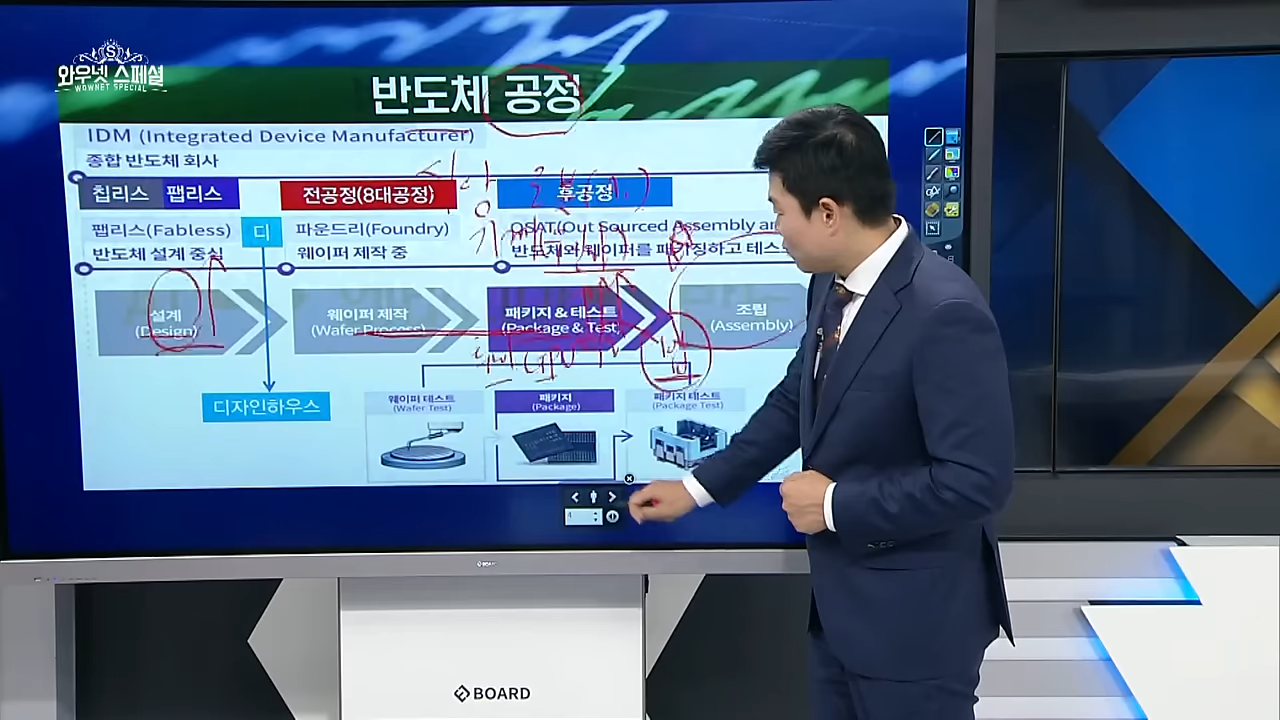 와우넷 스페셜
WOWNET SPECIAL
반도체 공정
IDM (Integrated Device Manufacturer)
종합 반도체 회사
칩리스 팹리스
전공정(8대공정)
후공정
팹리스(Fabless)
반도체 설계 중심
디
파운드리(Foundry)
웨이퍼 제작 중
OSAT(Out Sourced Assembly an
반도체와 웨이퍼를 패키징하고 테스
설계
(Design)
웨이퍼 제작
(Wafer Process)
패키지 & 테스트
(Package & Test)
조립
(Assembly)
디자인하우스
웨이퍼 테스트
(Wafer Test)
패키지
(Package)
패키지 테스트
(Package Test)
4
BOARD
BOARD